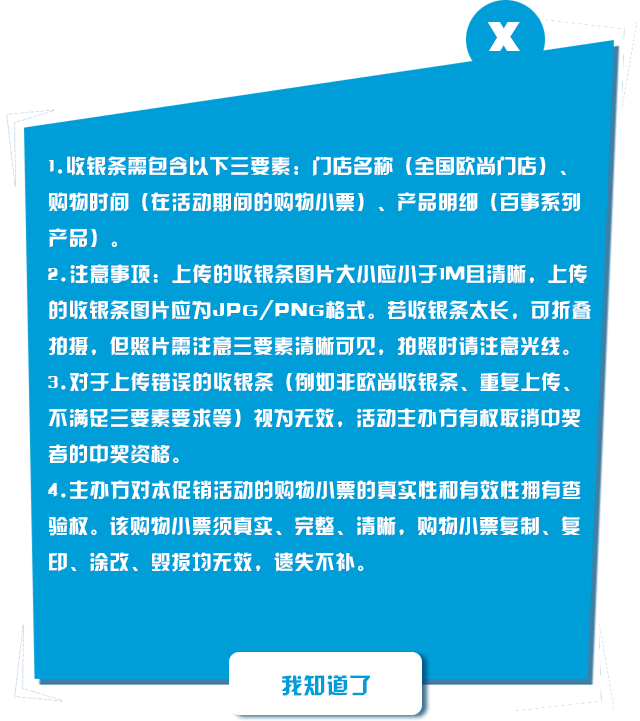 X
1.收银条需包含以下三要素：门店名称（全国欧尚门店）、
购物时间（在活动期间的购物小票）、产品明细（百事系列
产品）。
2.注意事项：上传的收银条图片大小应小于1M且清晰，上传
的收银条图片应为JPG/PNG格式。若收银条太长，可折叠
拍摄，但照片需注意三要素清晰可见，拍照时请注意光线。
3.对于上传错误的收银条（例如非欧尚收银条、重复上传、
不满足三要素要求等）视为无效，活动主办方有权取消中奖
者的中奖资格。
4.主办方对本促销活动的购物小票的真实性和有效性拥有查
验权。该购物小票须真实、完整、清晰，购物小票复制、复
印、涂改、毁损均无效，遗失不补。
我知道了